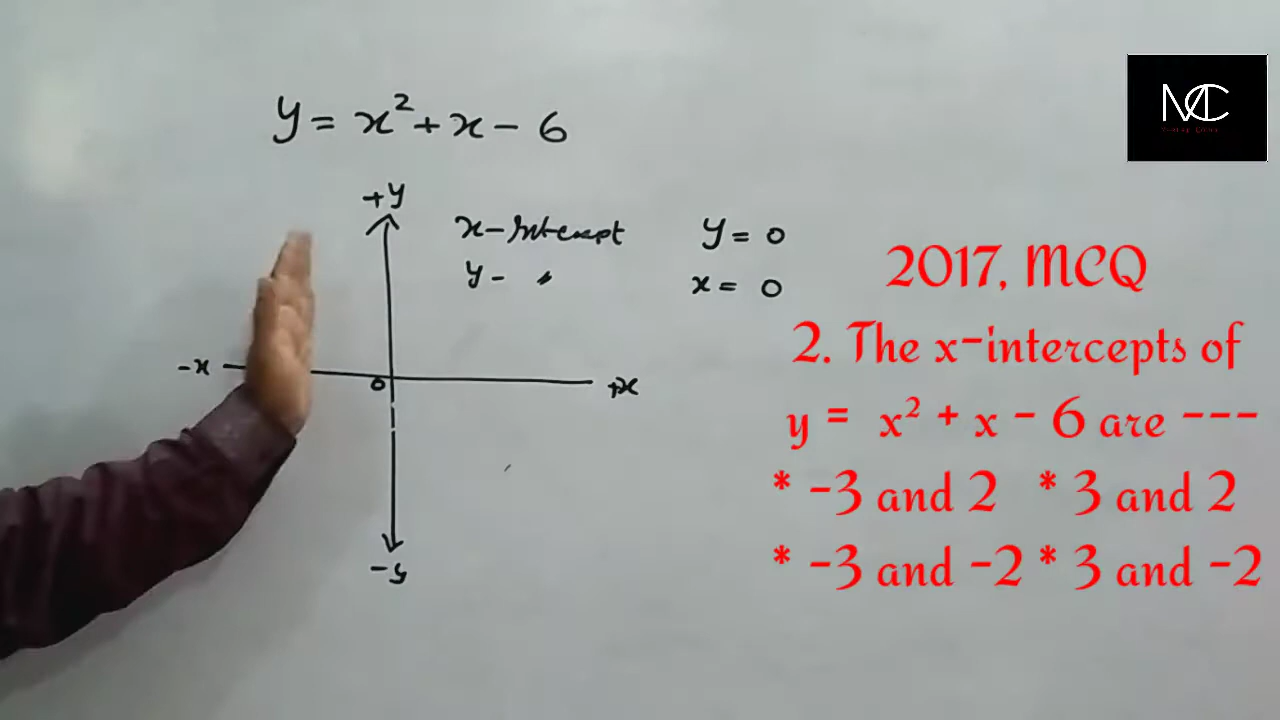 y = x² + x - 6
+y
x-Intercept y = 0
y- " x = 0
-x 0 +x
-y
MC
2017, MCQ
2. The x-intercepts of
y = x² + x - 6 are ---
* -3 and 2 * 3 and 2
* -3 and -2 * 3 and -2